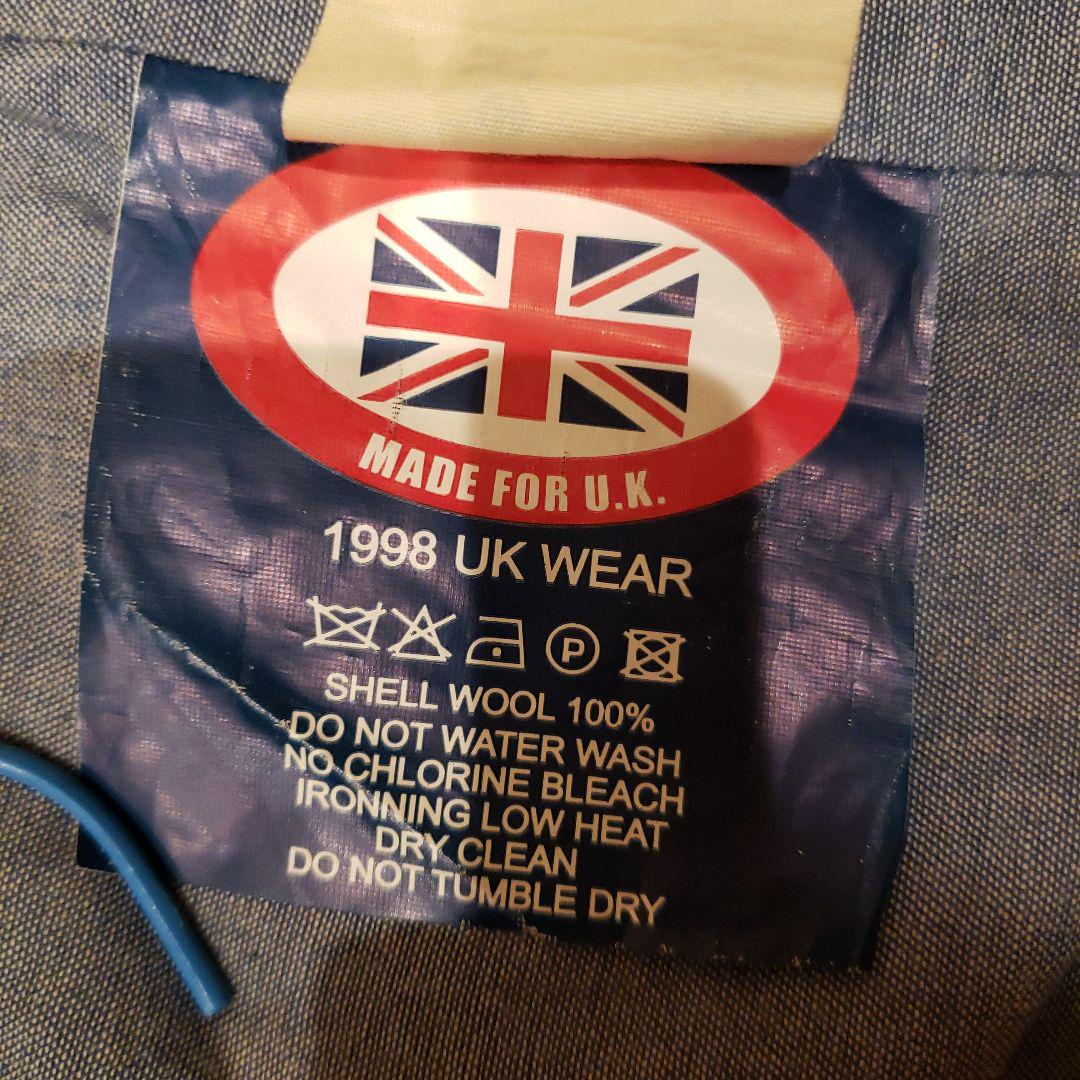 MADE FOR U.K.
1998 UK WEAR
P
SHELL WOOL 100%
DO NOT WATER WASH
NO CHLORINE BLEACH
IRONNING LOW HEAT
DRY CLEAN
DO NOT TUMBLE DRY